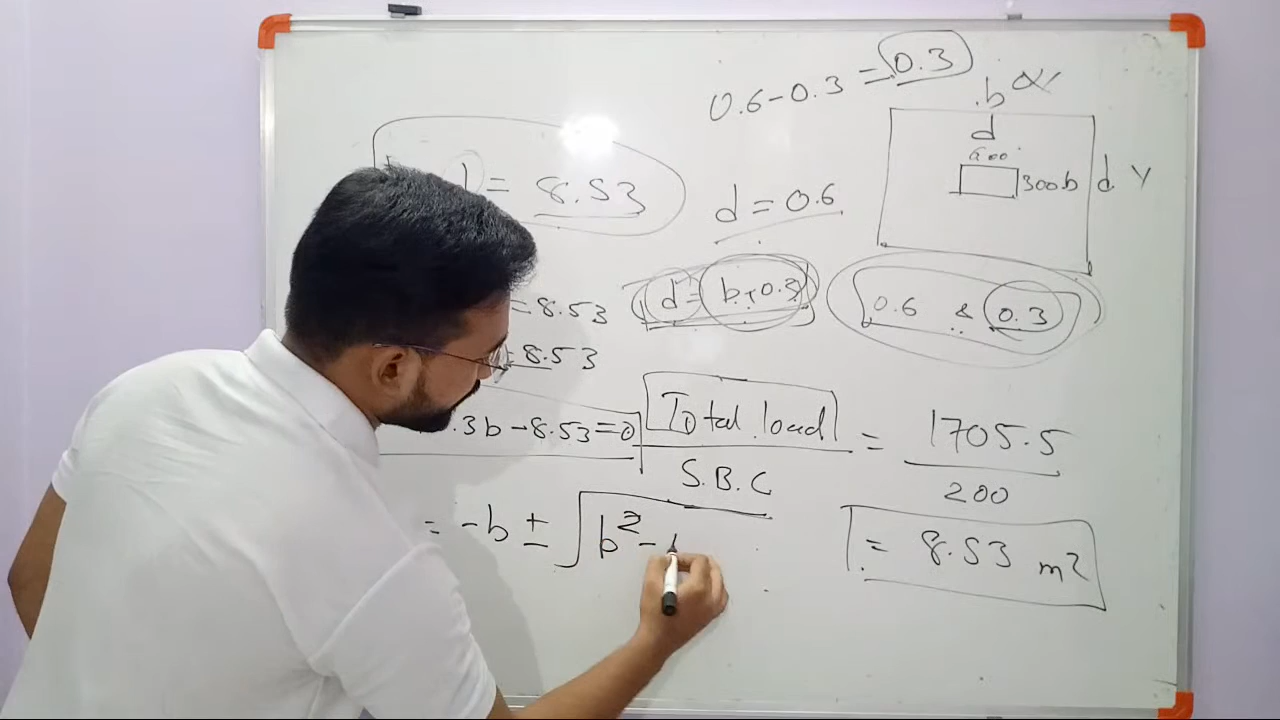 0.6-0.3=0.3
b x
d
600
300b d y
= 8.53
d = 0.6
d = b+0.3
0.6 & 0.3
=8.53
=8.53
.3b-8.53=0
Total load
S.B.C
= 1705.5
200
= -b ± √b²-
= 8.53 m²